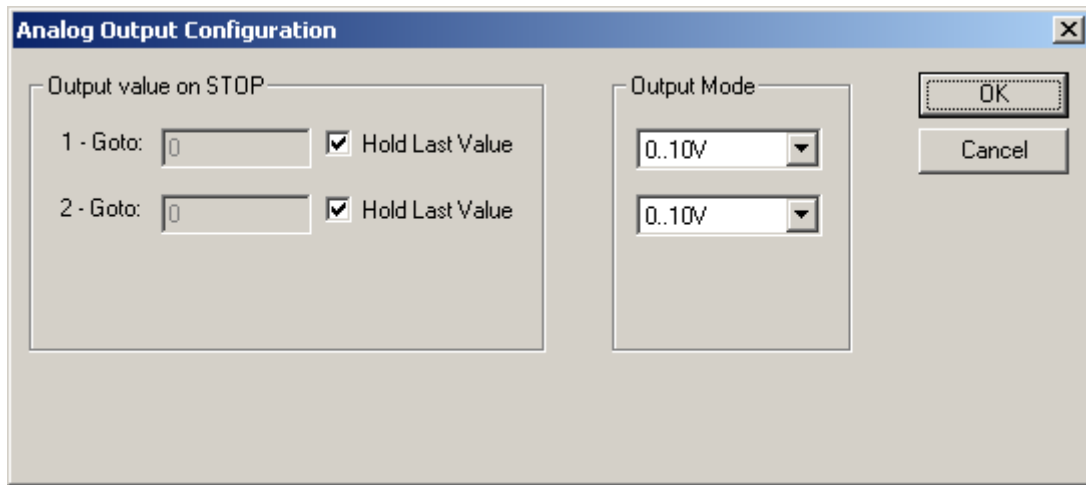 Analog Output Configuration
Output value on STOP
1 - Goto: 0 Hold Last Value
2 - Goto: 0 Hold Last Value
Output Mode
0..10V
0..10V
OK
Cancel